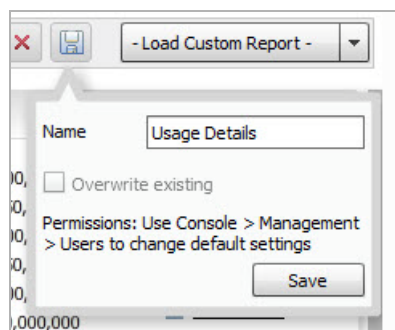 - Load Custom Report -
Name Usage Details
Overwrite existing
Permissions: Use Console > Management
> Users to change default settings
Save
,000,000